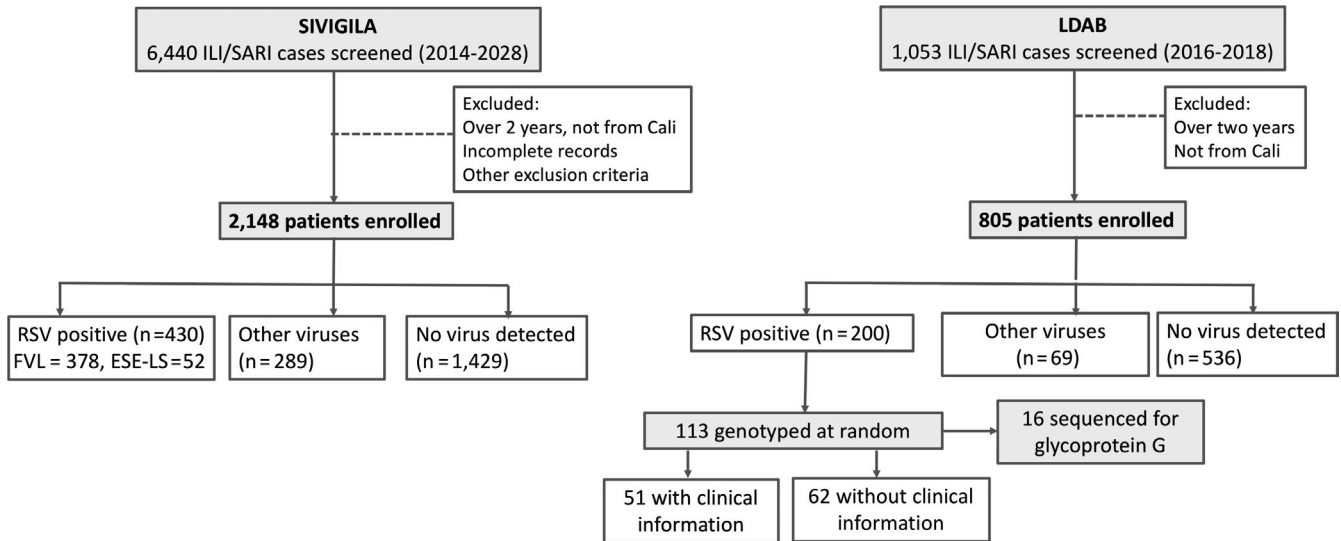 SIVIGILA
6,440 ILI/SARI cases screened (2014-2028)
Excluded:
Over 2 years, not from Cali
Incomplete records
Other exclusion criteria
2,148 patients enrolled
RSV positive (n=430)
FVL = 378, ESE-LS=52
Other viruses
(n=289)
No virus detected
(n=1,429)
LDAB
1,053 ILI/SARI cases screened (2016-2018)
Excluded:
Over two years
Not from Cali
805 patients enrolled
RSV positive (n=200)
Other viruses
(n=69)
No virus detected
(n=536)
113 genotyped at random
16 sequenced for
glycoprotein G
51 with clinical
information
62 without clinical
information